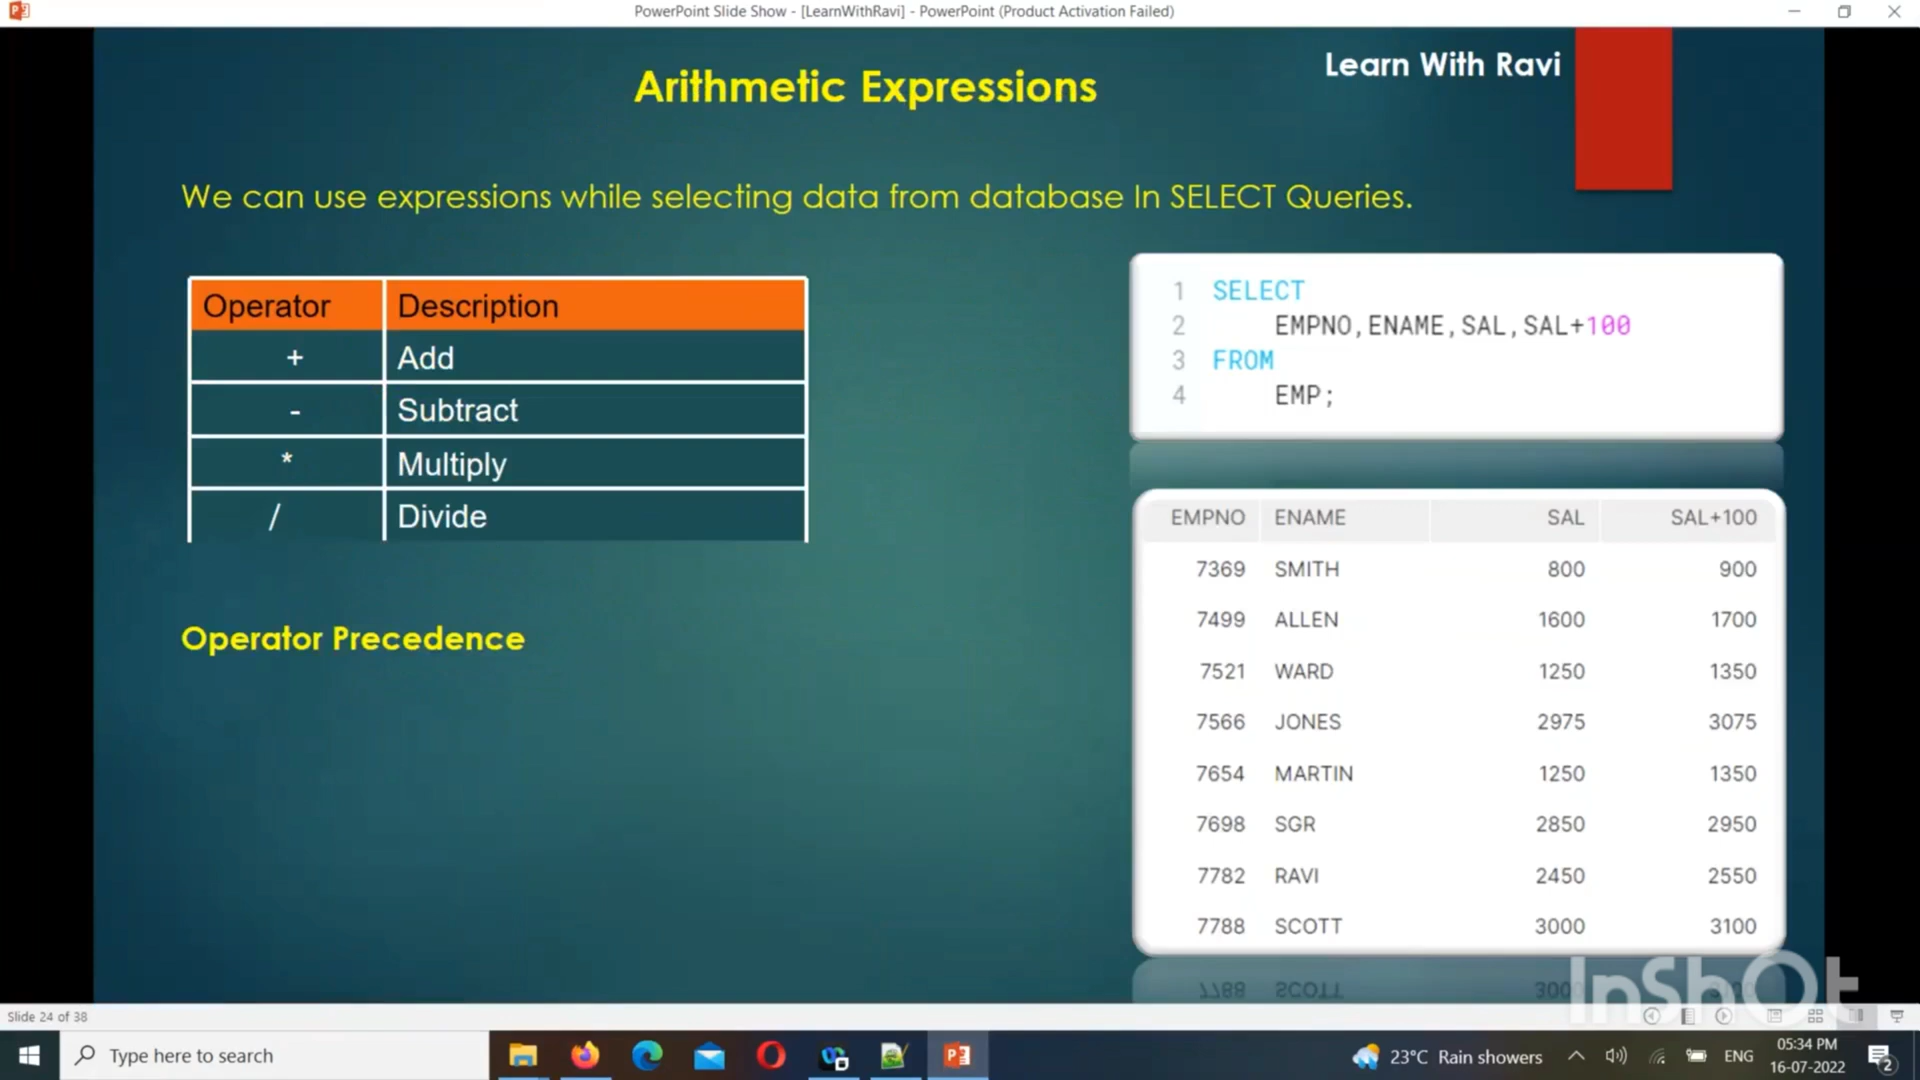 PowerPoint Slide Show - [LearnWithRavi] - PowerPoint (Product Activation Failed)
Learn With Ravi
Arithmetic Expressions
We can use expressions while selecting data from database In SELECT Queries.
Operator Description
+ Add
- Subtract
* Multiply
/ Divide
Operator Precedence
1 SELECT
2 EMPNO,ENAME,SAL,SAL+100
3 FROM
4 EMP;
EMPNO ENAME SAL SAL+100
7369 SMITH 800 900
7499 ALLEN 1600 1700
7521 WARD 1250 1350
7566 JONES 2975 3075
7654 MARTIN 1250 1350
7698 SGR 2850 2950
7782 RAVI 2450 2550
7788 SCOTT 3000 3100
InShOt
Slide 24 of 38
Type here to search
23°C Rain showers
ENG
05:34 PM
16-07-2022
2